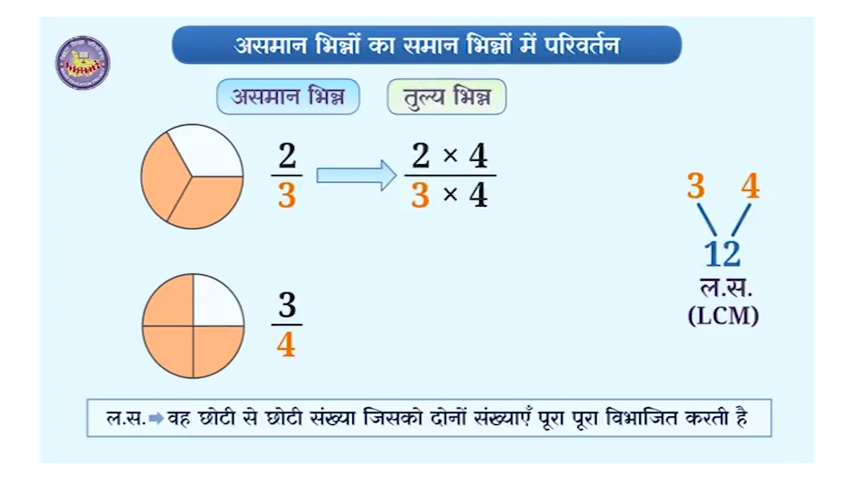 असमान भिन्नों का समान भिन्नों में परिवर्तन
असमान भिन्न तुल्य भिन्न
2/3 2 × 4 / 3 × 4
3 4
12
ल.स.
(LCM)
3/4
ल.स. ➡ वह छोटी से छोटी संख्या जिसको दोनों संख्याएँ पूरा पूरा विभाजित करती है